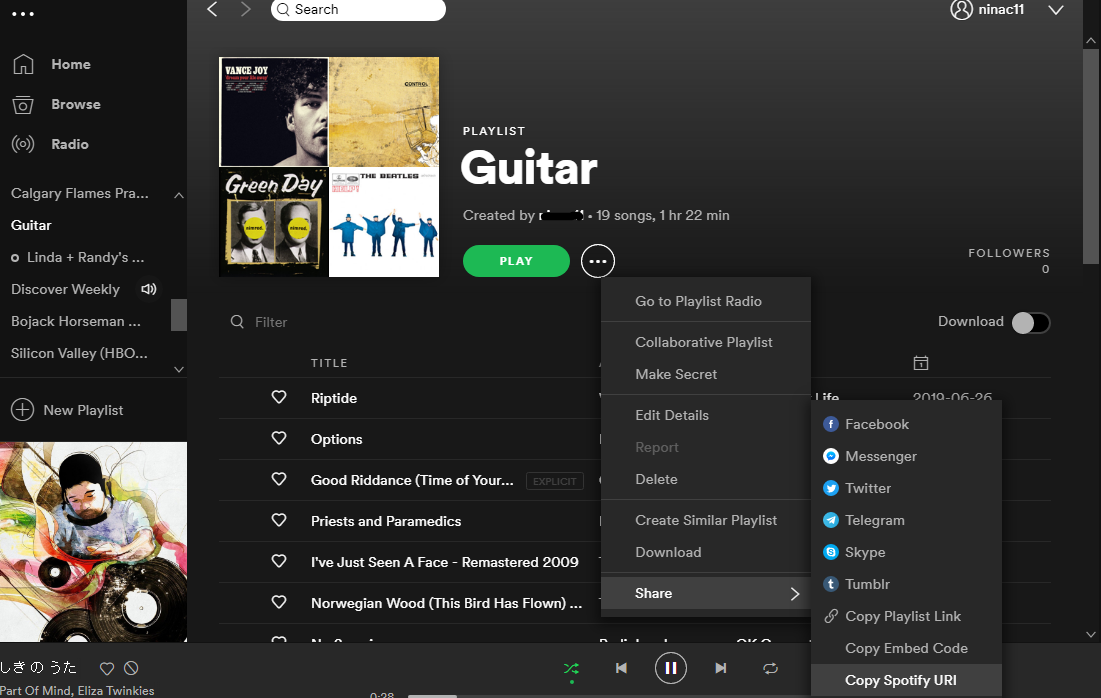 Search
ninac11
Home
Browse
Radio
Calgary Flames Pra...
Guitar
Linda + Randy's ...
Discover Weekly
Bojack Horseman ...
Silicon Valley (HBO...
New Playlist
VANCE JOY
dream your life away
CONTROL
GREEN DAY
nimrod.
nimrod.
THE BEATLES
HELP!
PLAYLIST
Guitar
Created by • 19 songs, 1 hr 22 min
PLAY
FOLLOWERS
0
Filter
Download
TITLE
Riptide
Life
2019-06-26
Options
Good Riddance (Time of Your... EXPLICIT
Priests and Paramedics
I've Just Seen A Face - Remastered 2009
Norwegian Wood (This Bird Has Flown) ...
Go to Playlist Radio
Collaborative Playlist
Make Secret
Edit Details
Report
Delete
Create Similar Playlist
Download
Share
Facebook
Messenger
Twitter
Telegram
Skype
Tumblr
Copy Playlist Link
Copy Embed Code
Copy Spotify URI
しき の うた
Part Of Mind, Eliza Twinkies
0:28